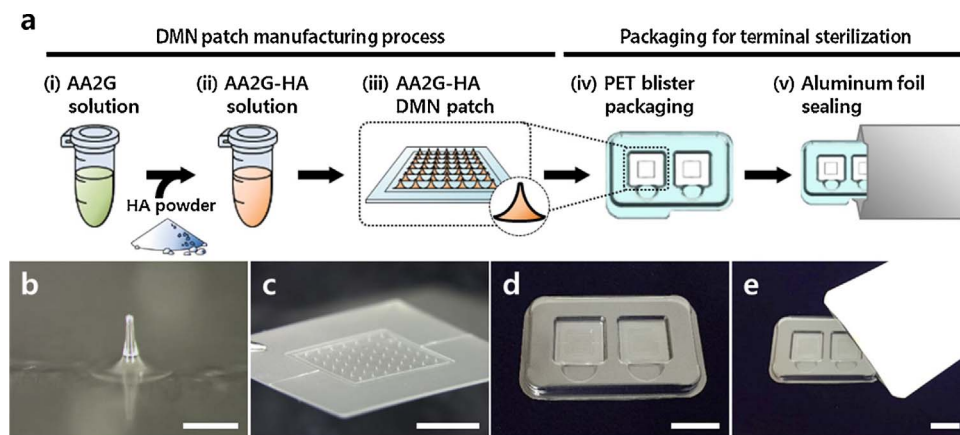 a
DMN patch manufacturing process
Packaging for terminal sterilization
(i) AA2G
solution
(ii) AA2G-HA
solution
(iii) AA2G-HA
DMN patch
(iv) PET blister
packaging
(v) Aluminum foil
sealing
HA powder
b
c
d
e